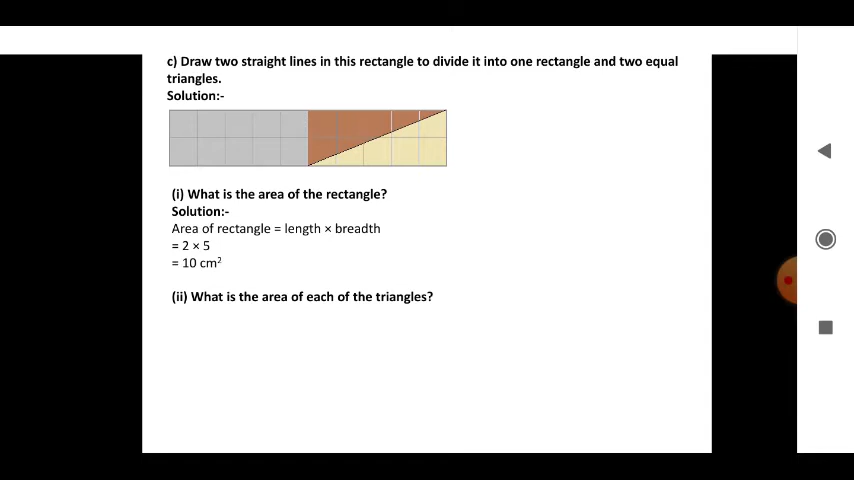 c) Draw two straight lines in this rectangle to divide it into one rectangle and two equal
triangles.
Solution:-
(i) What is the area of the rectangle?
Solution:-
Area of rectangle = length × breadth
= 2 × 5
= 10 cm²
(ii) What is the area of each of the triangles?